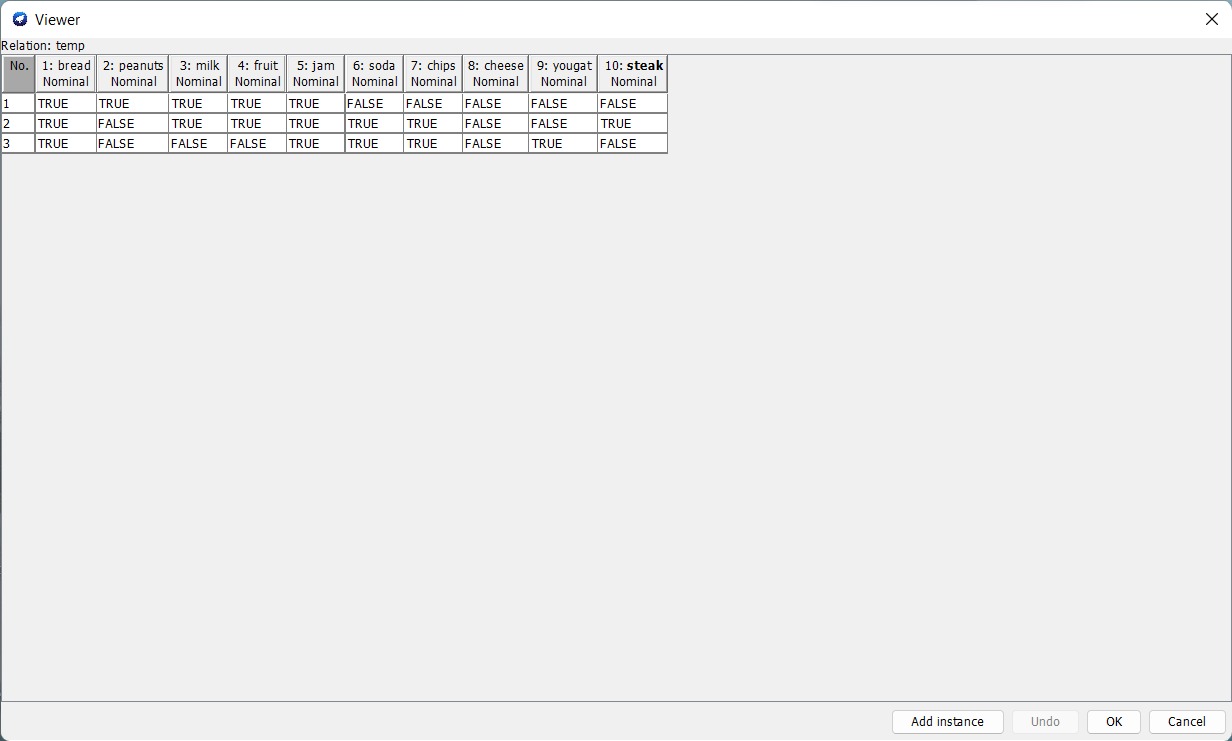 Viewer
Relation: temp
No. 1: bread 2: peanuts 3: milk 4: fruit 5: jam 6: soda 7: chips 8: cheese 9: yougat 10: steak
Nominal Nominal Nominal Nominal Nominal Nominal Nominal Nominal Nominal Nominal
1 TRUE TRUE TRUE TRUE TRUE FALSE FALSE FALSE FALSE FALSE
2 TRUE FALSE TRUE TRUE TRUE TRUE TRUE FALSE FALSE TRUE
3 TRUE FALSE FALSE FALSE TRUE TRUE TRUE FALSE TRUE FALSE
Add instance Undo OK Cancel